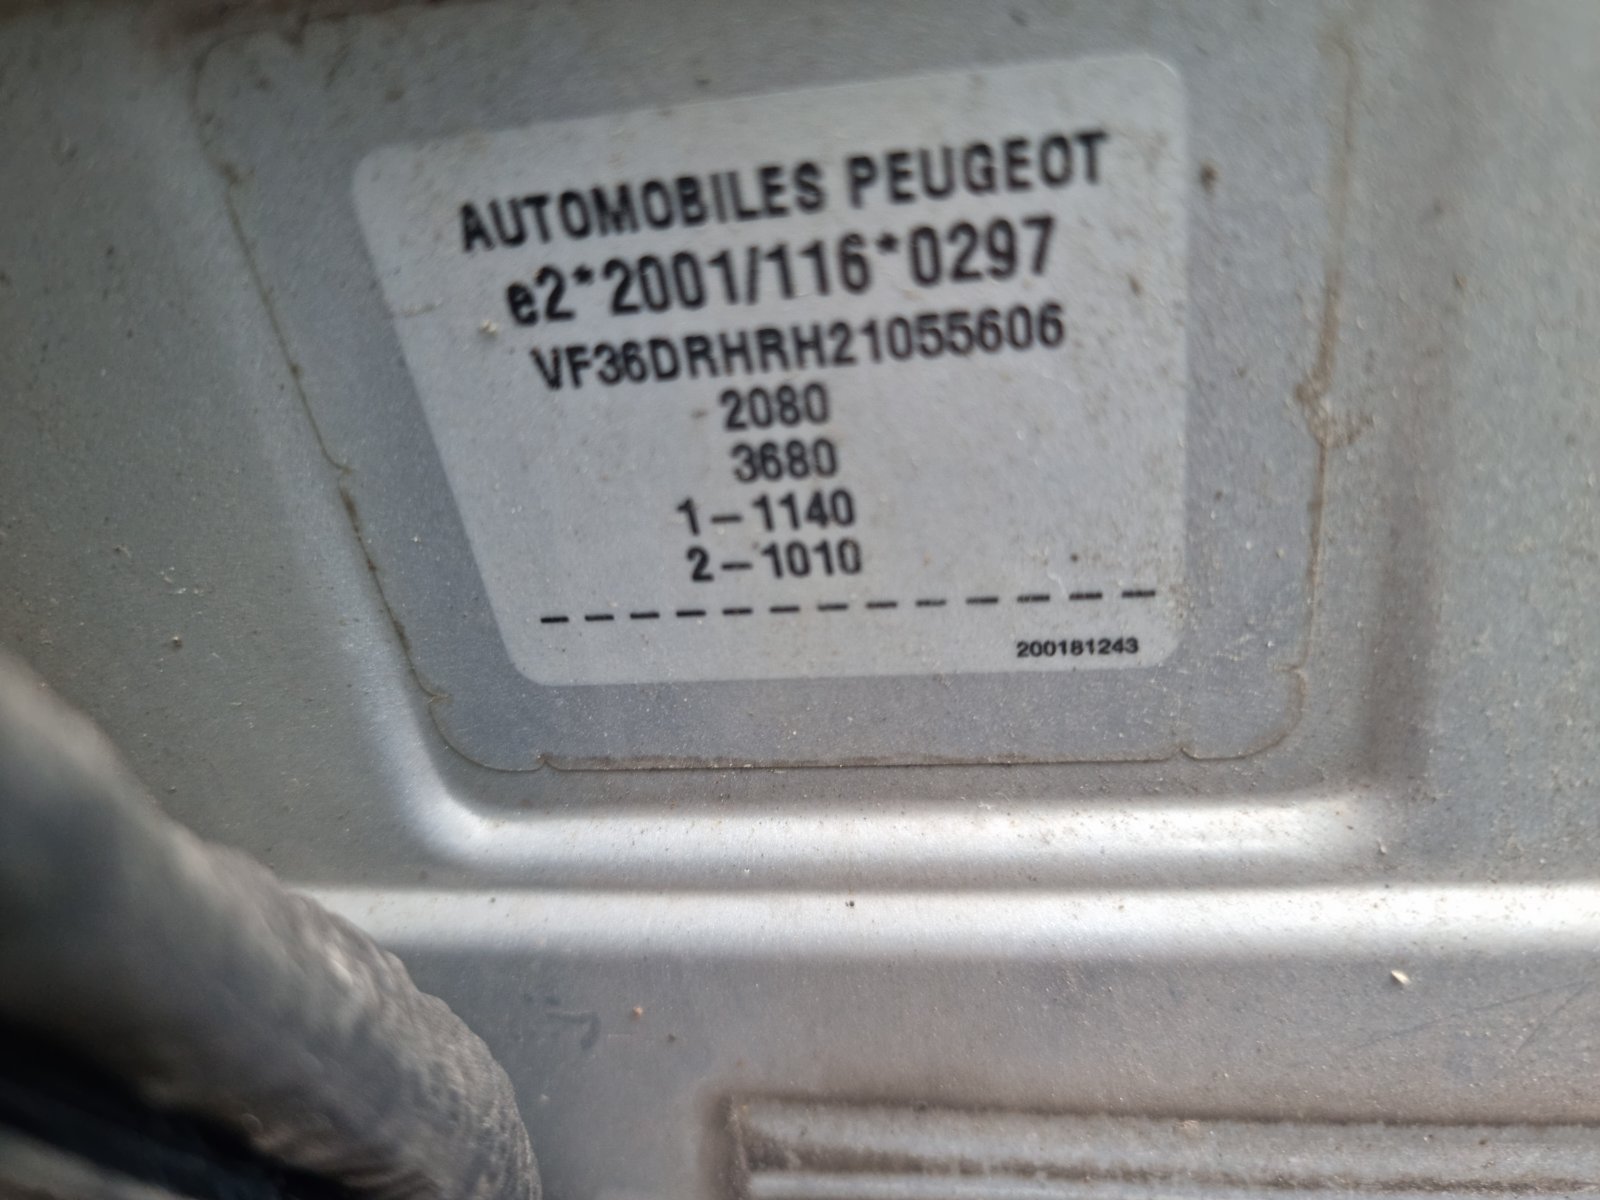 AUTOMOBILES PEUGEOT
e2*2001/116*0297
VF36DRHRH21055606
2080
3680
1-1140
2-1010
- - - - - - - - - - - - -
200181243